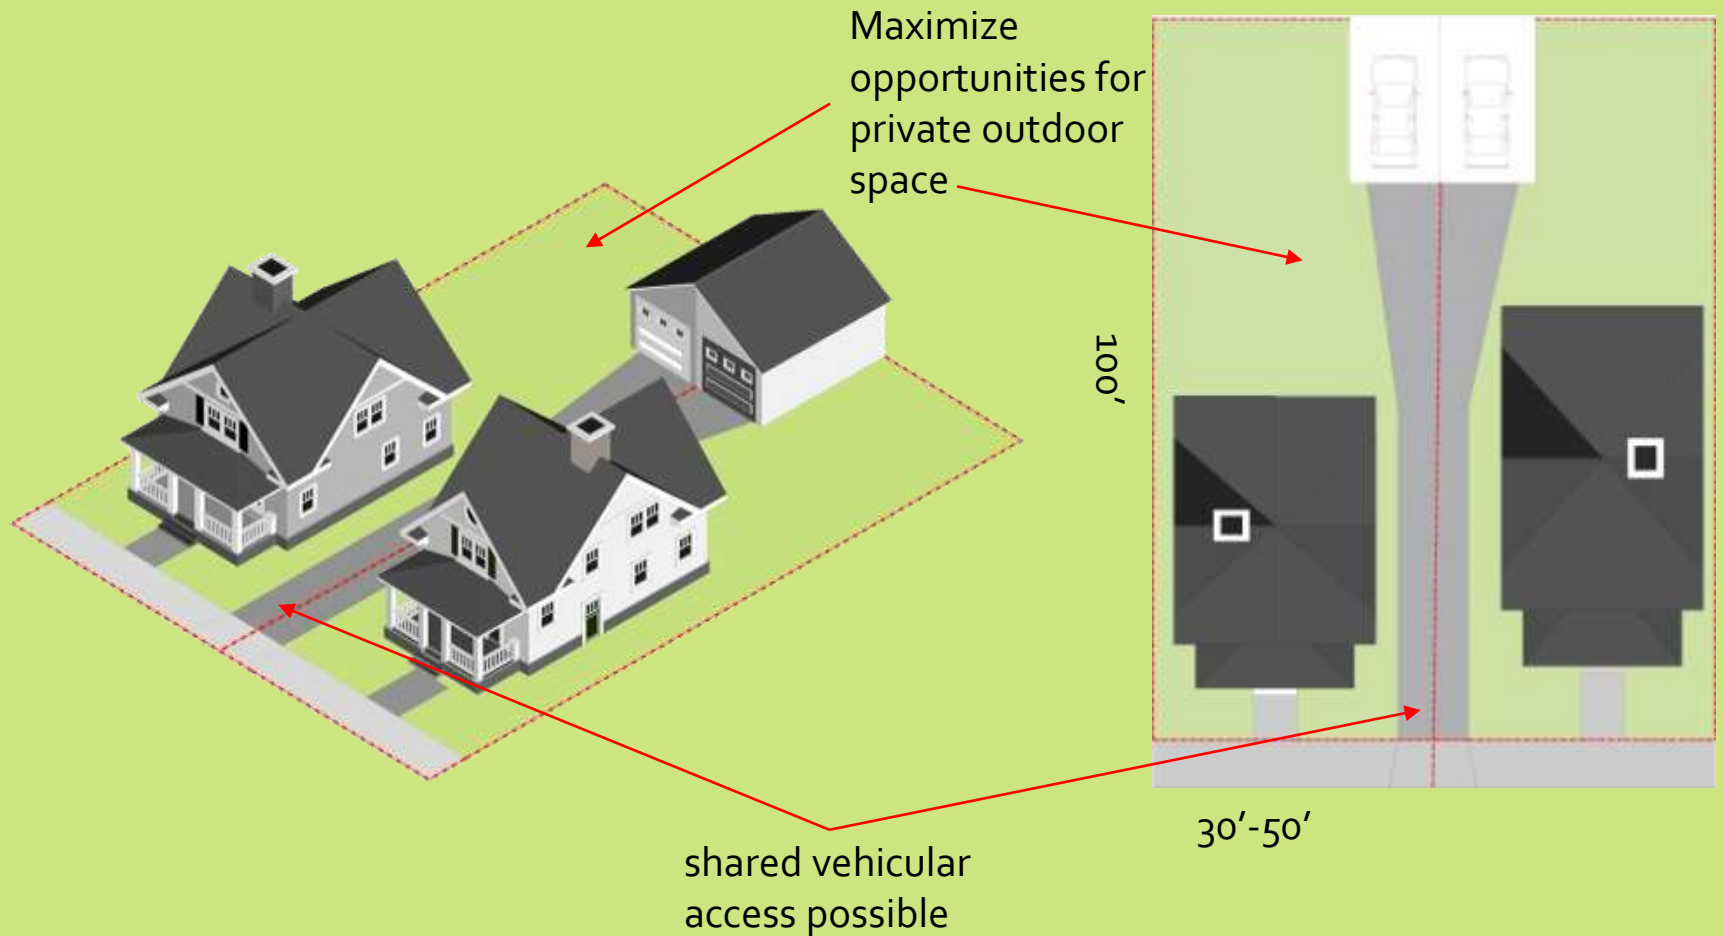 Maximize
opportunities for
private outdoor
space
100′
30′-50′
shared vehicular
access possible